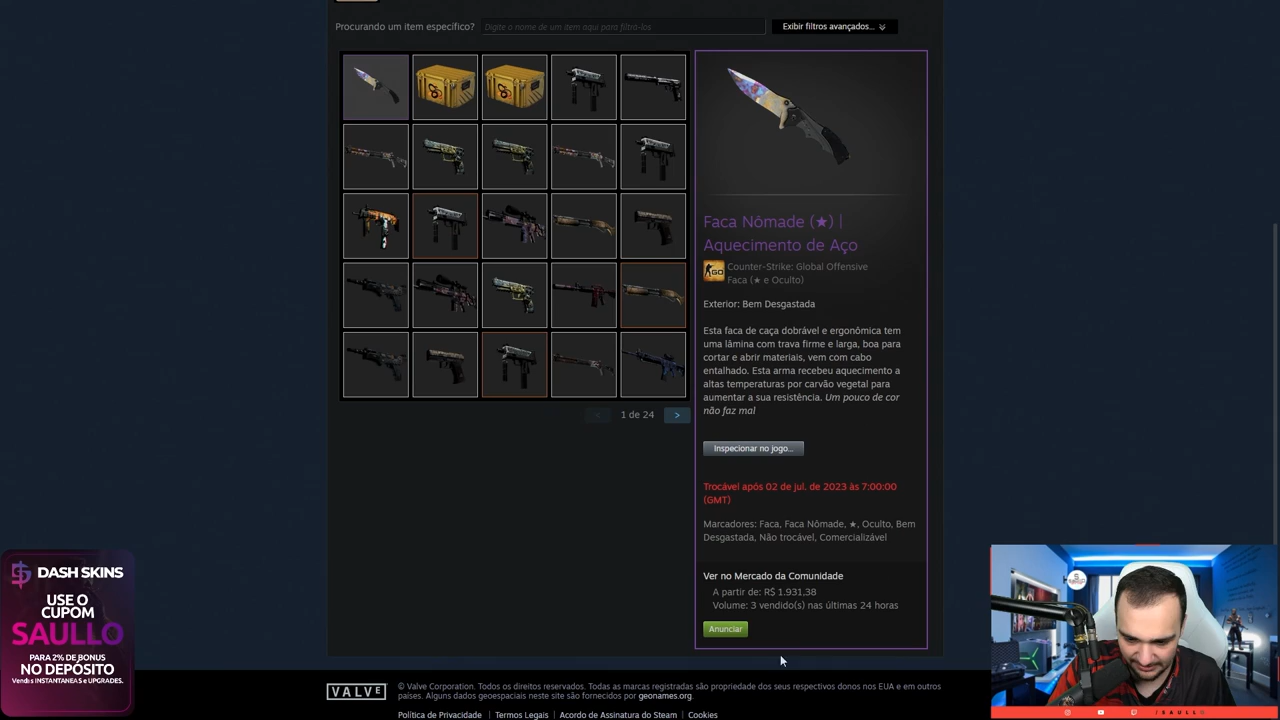 Procurando um item específico?
Digite o nome de um item aqui para filtrá-los
Exibir filtros avançados...
Faca Nômade (★) |
Aquecimento de Aço
GO
Counter-Strike: Global Offensive
Faca (★ e Oculto)
Exterior: Bem Desgastada
Esta faca de caça dobrável e ergonômica tem
uma lâmina com trava firme e larga, boa para
cortar e abrir materiais, vem com cabo
entalhado. Esta arma recebeu aquecimento a
altas temperaturas por carvão vegetal para
aumentar a sua resistência. Um pouco de cor
não faz mal
Inspecionar no jogo...
Trocável após 02 de jul. de 2023 às 7:00:00
(GMT)
Marcadores: Faca, Faca Nômade, ★, Oculto, Bem
Desgastada, Não trocável, Comercializável
Ver no Mercado da Comunidade
A partir de: R$ 1.931,38
Volume: 3 vendido(s) nas últimas 24 horas
Anunciar
< 1 de 24 >
DASH SKINS
USE O
CUPOM
SAULLO
PARA 2% DE BONUS
NO DEPÓSITO
Vendas INSTANTANEAS e UPGRADES.
VALVE
© Valve Corporation. Todos os direitos reservados. Todas as marcas registradas são propriedade dos seus respectivos donos nos EUA e em outros
países. Alguns dados geoespaciais neste site são fornecidos por geonames.org.
Política de Privacidade | Termos Legais | Acordo de Assinatura do Steam | Cookies